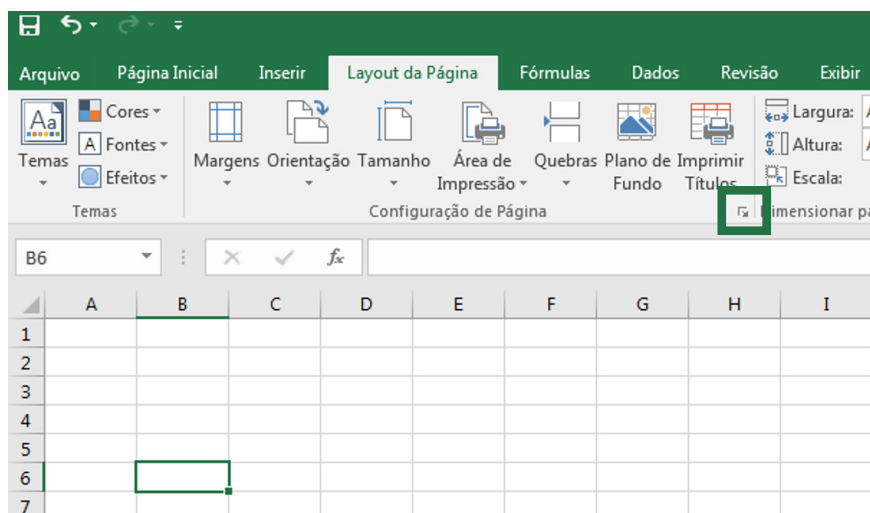 Arquivo Página Inicial Inserir Layout da Página Fórmulas Dados Revisão Exibir
Aa Cores Largura:
A Fontes Altura:
Temas Margens Orientação Tamanho Área de Quebras Plano de Imprimir
Efeitos Impressão Fundo Títulos Escala:
Temas Configuração de Página Dimensionar
B6 fx
A B C D E F G H I
1
2
3
4
5
6
7